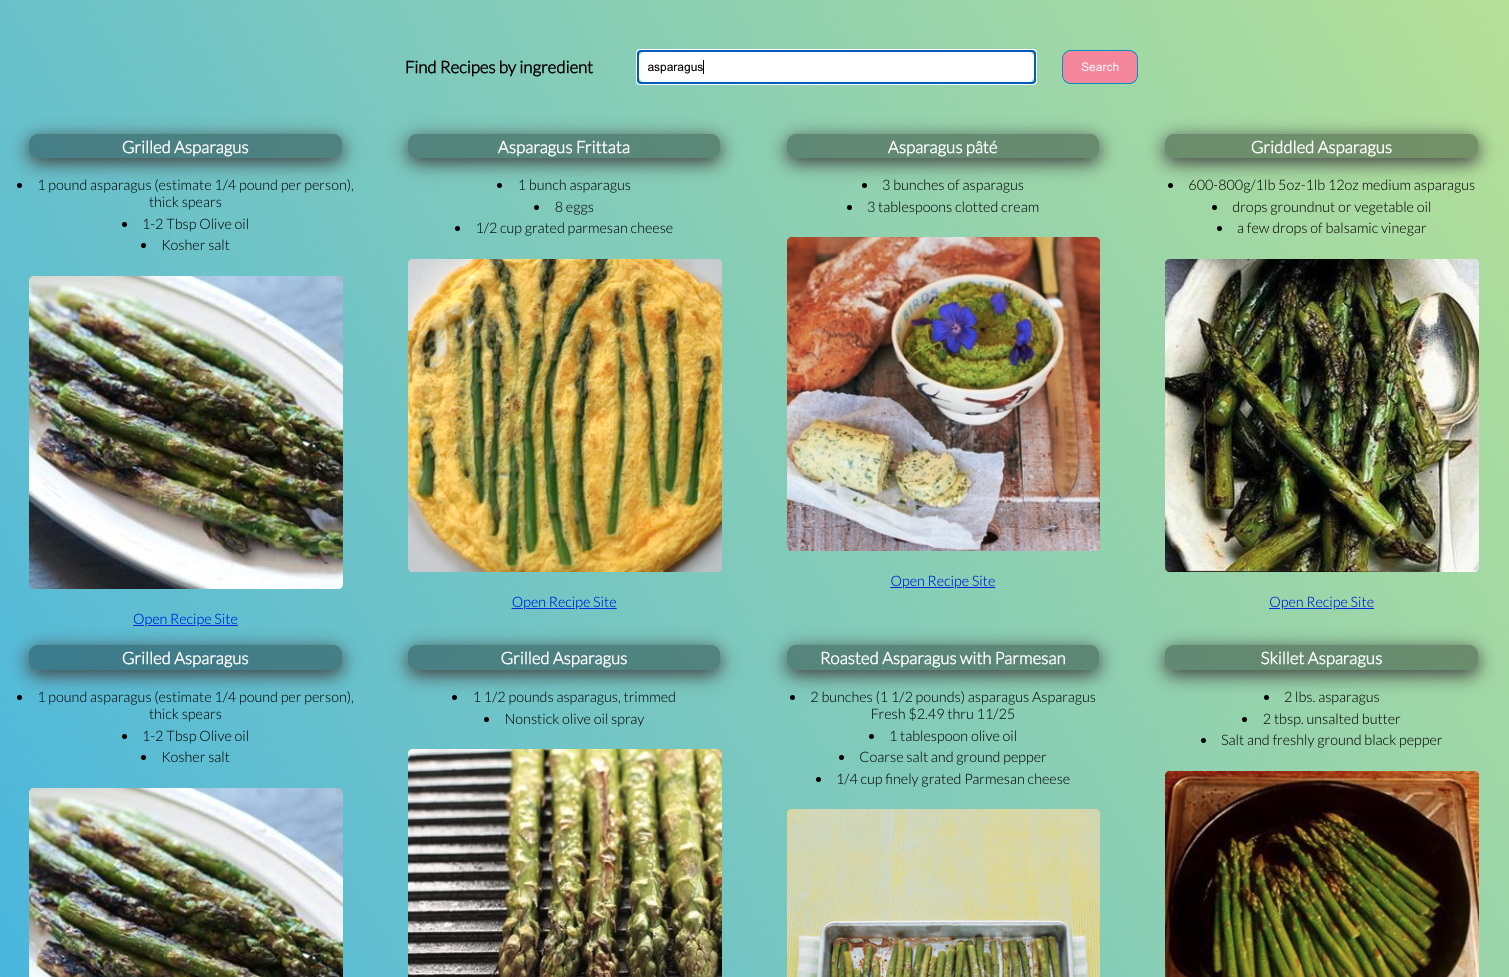 Find Recipes by ingredient
asparagus
Search
Grilled Asparagus
1 pound asparagus (estimate 1/4 pound per person),
thick spears
1-2 Tbsp Olive oil
Kosher salt
Open Recipe Site
Asparagus Frittata
1 bunch asparagus
8 eggs
1/2 cup grated parmesan cheese
Open Recipe Site
Asparagus pâté
3 bunches of asparagus
3 tablespoons clotted cream
Open Recipe Site
Griddled Asparagus
600-800g/1lb 5oz-1lb 12oz medium asparagus
drops groundnut or vegetable oil
a few drops of balsamic vinegar
Open Recipe Site
Grilled Asparagus
1 pound asparagus (estimate 1/4 pound per person),
thick spears
1-2 Tbsp Olive oil
Kosher salt
Grilled Asparagus
1 1/2 pounds asparagus, trimmed
Nonstick olive oil spray
Roasted Asparagus with Parmesan
2 bunches (1 1/2 pounds) asparagus Asparagus
Fresh $2.49 thru 11/25
1 tablespoon olive oil
Coarse salt and ground pepper
1/4 cup finely grated Parmesan cheese
Skillet Asparagus
2 lbs. asparagus
2 tbsp. unsalted butter
Salt and freshly ground black pepper